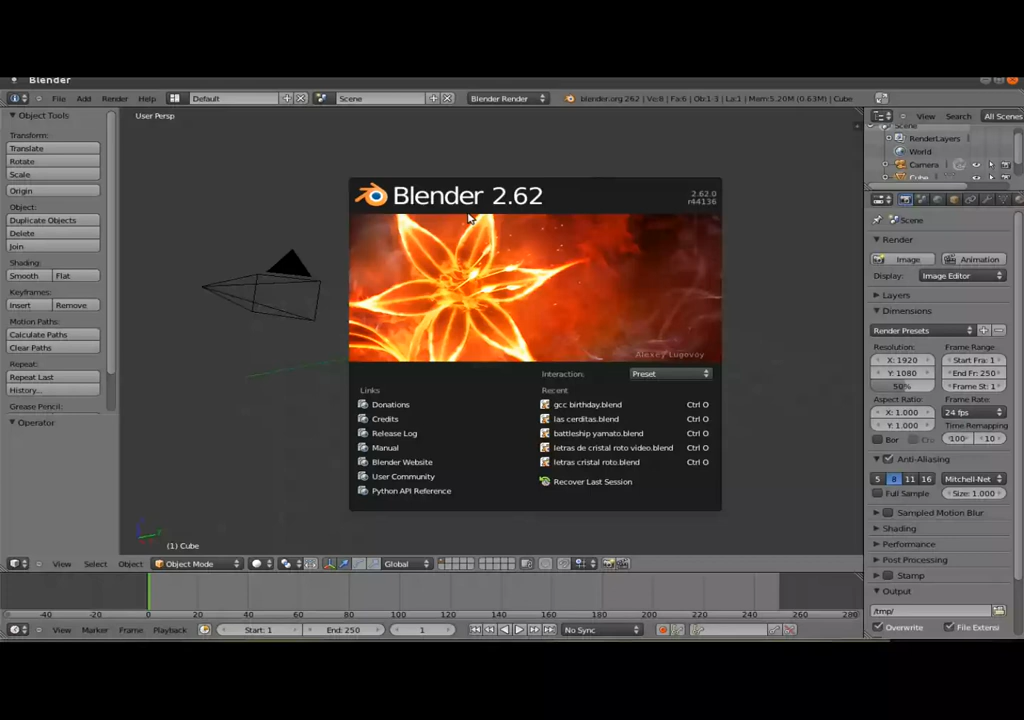 Blender
File Add Render Help Default Scene Blender Render blender.org 262 | Ve:8 | Fa:6 | Ob:1-3 | La:1 | Mem:5.20M (0.63M) | Cube
Object Tools
Transform:
Translate
Rotate
Scale
Origin
Object:
Duplicate Objects
Delete
Join
Shading:
Smooth Flat
Keyframes:
Insert Remove
Motion Paths:
Calculate Paths
Clear Paths
Repeat:
Repeat Last
History...
Grease Pencil:
Operator
User Persp
Blender 2.62
2.62.0
r44136
Alexey Lugovoy
Interaction: Preset
Links
Donations
Credits
Release Log
Manual
Blender Website
User Community
Python API Reference
Recent
gcc birthday.blend Ctrl O
las cerditas.blend Ctrl O
battleship yamato.blend Ctrl O
letras de cristal roto video.blend Ctrl O
letras cristal roto.blend Ctrl O
Recover Last Session
(1) Cube
View Select Object Object Mode Global
-40 -20 0 20 40 60 80 100 120 140 160 180 200 220 240 260 280
View Marker Frame Playback Start: 1 End: 250 1 No Sync
View Search All Scenes
Scene
RenderLayers
World
Camera
Cube
Scene
Render
Image Animation
Display: Image Editor
Layers
Dimensions
Render Presets
Resolution: Frame Range:
X: 1920 Start Fra: 1
Y: 1080 End Fr: 250
50% Frame St: 1
Aspect Ratio Frame Rate:
X: 1.000 24 fps
Y: 1.000 Time Remapping
Bor Cro 100 10
Anti-Aliasing
5 8 11 16 Mitchell-Net
Full Sample Size: 1.000
Sampled Motion Blur
Shading
Performance
Post Processing
Stamp
Output
/tmp/
Overwrite File Extensi